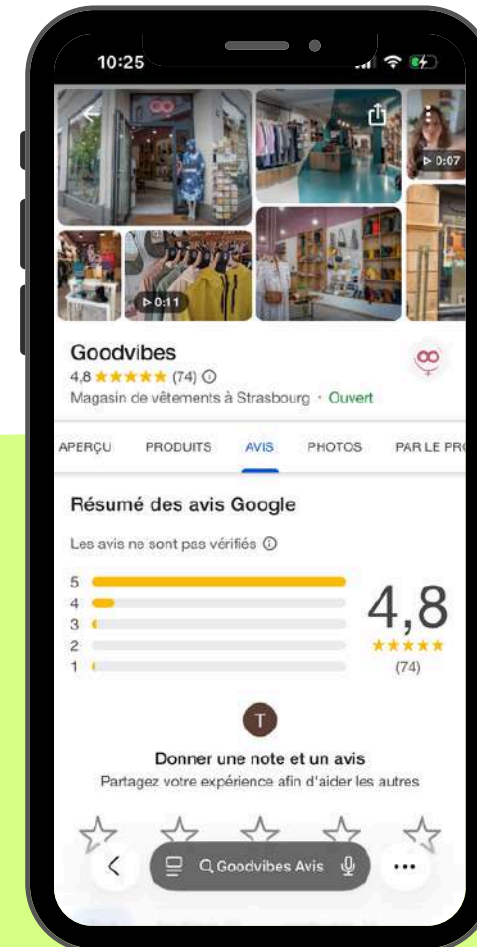 10:25
0:07
0:11
Goodvibes
4,8 ★★★★★ (74)
Magasin de vêtements à Strasbourg · Ouvert
APERÇU PRODUITS AVIS PHOTOS PAR LE PR
Résumé des avis Google
Les avis ne sont pas vérifiés
5
4
3
2
1
4,8
(74)
T
Donner une note et un avis
Partagez votre expérience afin d'aider les autres
Goodvibes Avis